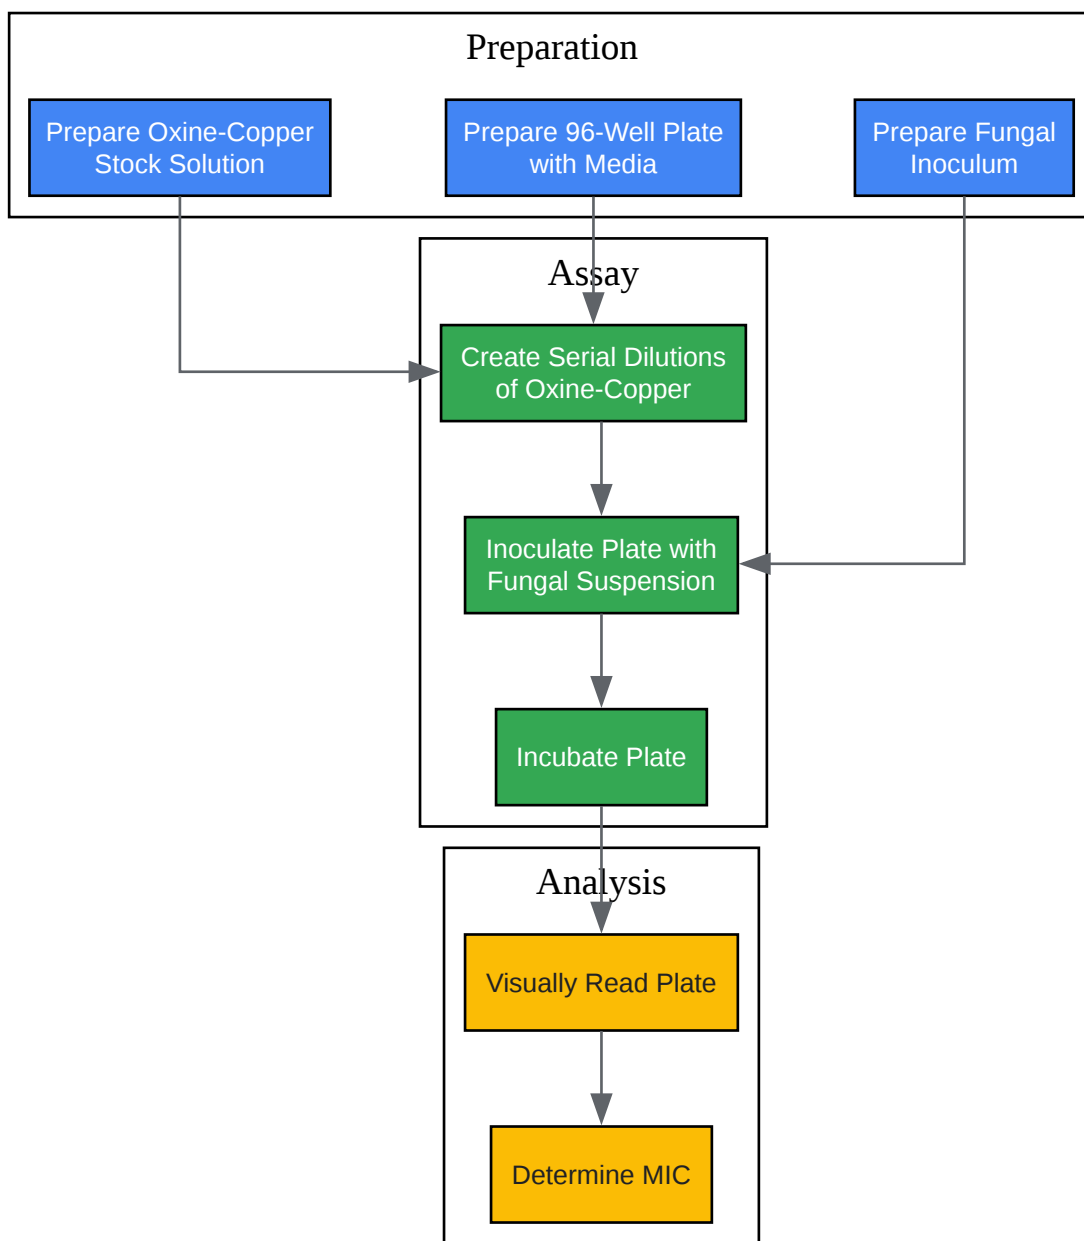 Preparation
Prepare Oxine-Copper
Stock Solution
Prepare 96-Well Plate
with Media
Prepare Fungal
Inoculum
Assay
Create Serial Dilutions
of Oxine-Copper
Inoculate Plate with
Fungal Suspension
Incubate Plate
Analysis
Visually Read Plate
Determine MIC